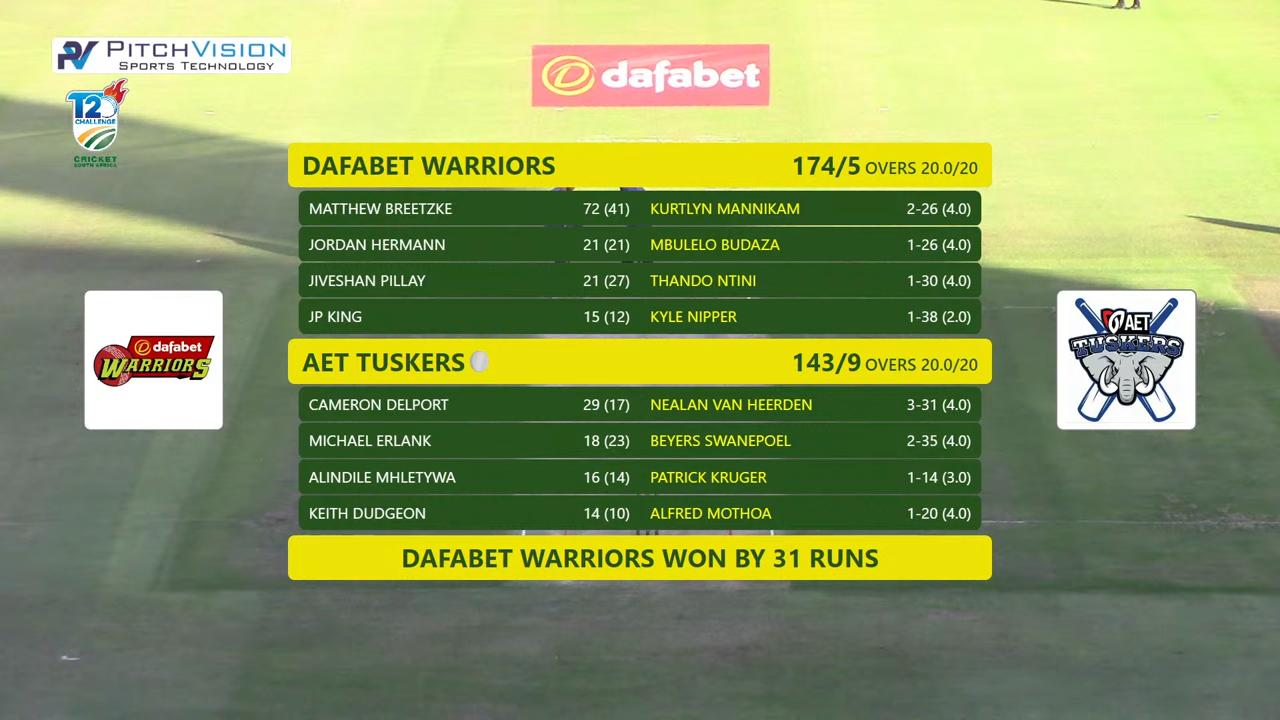 PITCHVISION
SPORTS TECHNOLOGY
T20
CHALLENGE
CRICKET
SOUTH AFRICA
dafabet
DAFABET WARRIORS 174/5 OVERS 20.0/20
MATTHEW BREETZKE 72 (41) KURTLYN MANNIKAM 2-26 (4.0)
JORDAN HERMANN 21 (21) MBULELO BUDAZA 1-26 (4.0)
JIVESHAN PILLAY 21 (27) THANDO NTINI 1-30 (4.0)
JP KING 15 (12) KYLE NIPPER 1-38 (2.0)
AET TUSKERS 143/9 OVERS 20.0/20
CAMERON DELPORT 29 (17) NEALAN VAN HEERDEN 3-31 (4.0)
MICHAEL ERLANK 18 (23) BEYERS SWANEPOEL 2-35 (4.0)
ALINDILE MHLETYWA 16 (14) PATRICK KRUGER 1-14 (3.0)
KEITH DUDGEON 14 (10) ALFRED MOTHOA 1-20 (4.0)
DAFABET WARRIORS WON BY 31 RUNS
dafabet
WARRIORS
AET
TUSKERS